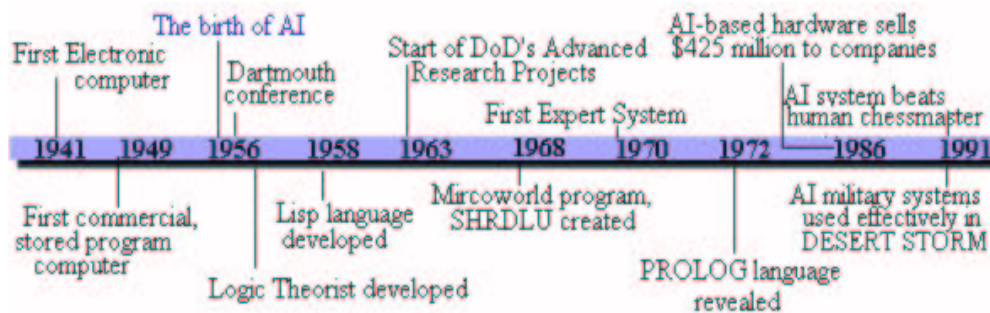 The birth of AI
First Electronic
computer
Dartmouth
conference
Start of DoD's Advanced
Research Projects
First Expert System
AI-based hardware sells
$425 million to companies
AI system beats
human chessmaster
1941 1949 1956 1958 1963 1968 1970 1972 1986 1991
First commercial,
stored program
computer
Logic Theorist developed
Lisp language
developed
Mircoworld program,
SHRDLU created
PROLOG language
revealed
AI military systems
used effectively in
DESERT STORM